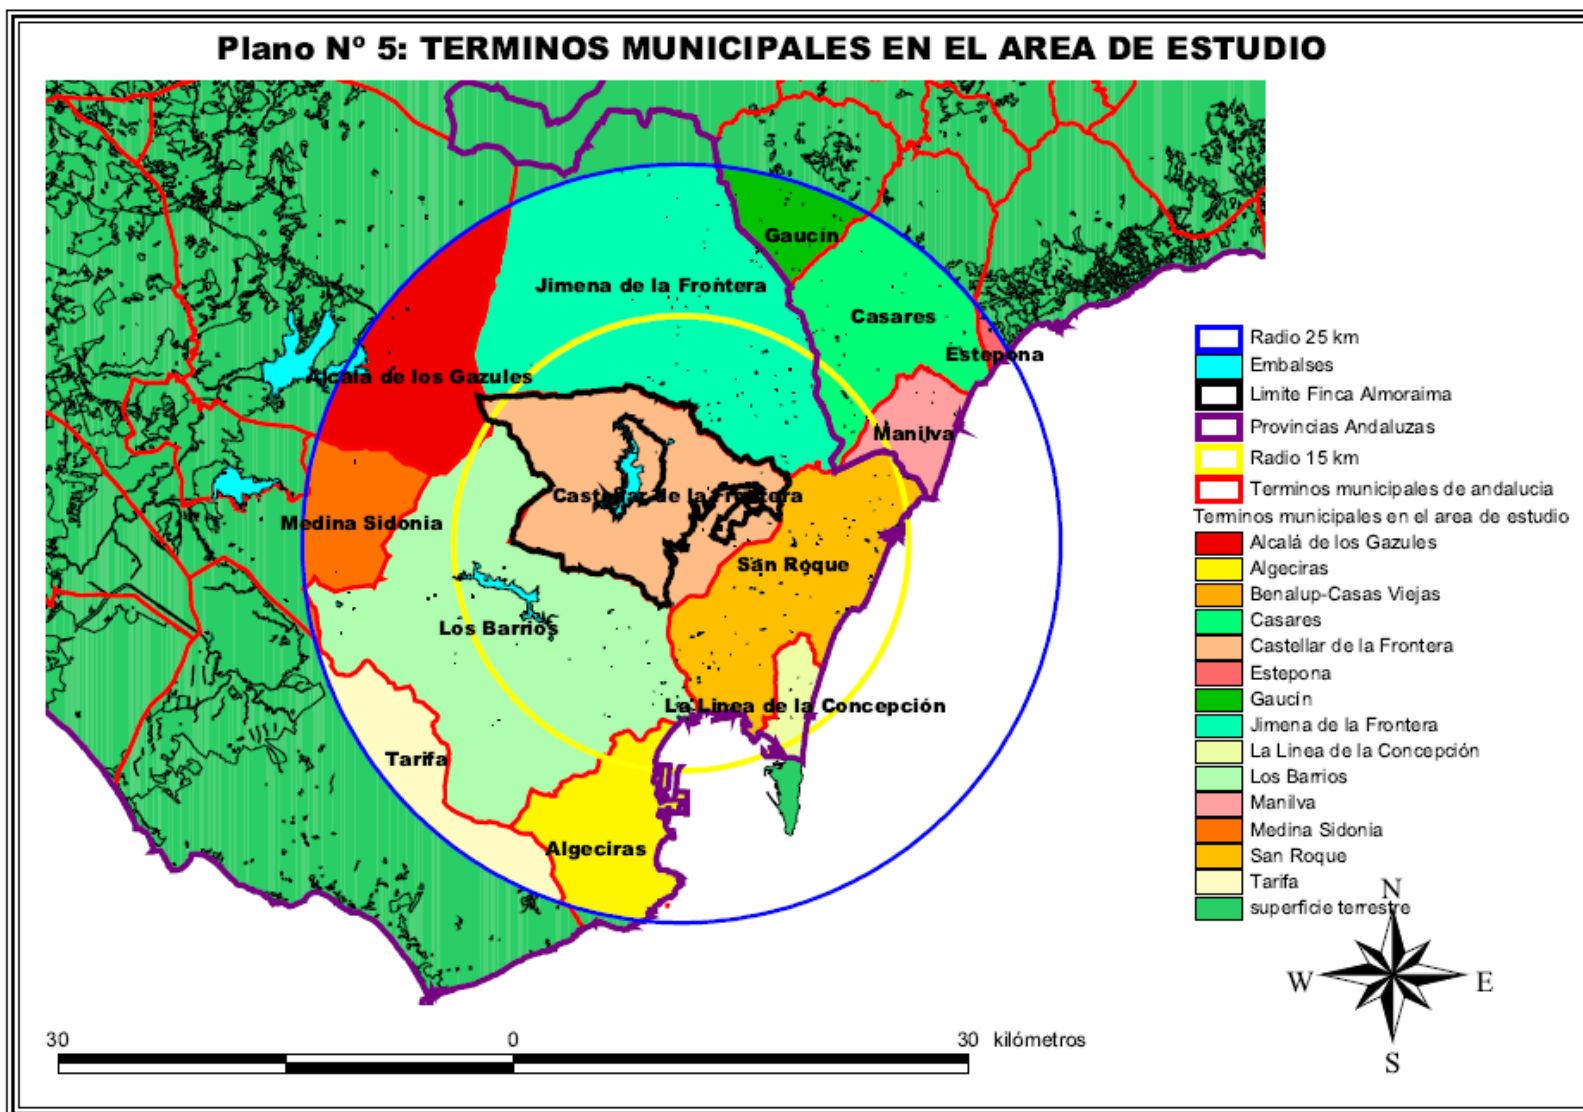 Plano Nº 5: TERMINOS MUNICIPALES EN EL AREA DE ESTUDIO
Gaucín
Jimena de la Frontera
Casares
Estepona
Alcalá de los Gazules
Manilva
Castellar de la Frontera
Medina Sidonia
San Roque
Los Barrios
La Linea de la Concepción
Tarifa
Algeciras
Radio 25 km
Embalses
Limite Finca Almoraima
Provincias Andaluzas
Radio 15 km
Terminos municipales de andalucia
Terminos municipales en el area de estudio
Alcalá de los Gazules
Algeciras
Benalup-Casas Viejas
Casares
Castellar de la Frontera
Estepona
Gaucín
Jimena de la Frontera
La Linea de la Concepción
Los Barrios
Manilva
Medina Sidonia
San Roque
Tarifa
superficie terrestre
N
W E
S
30 0 30 kilómetros